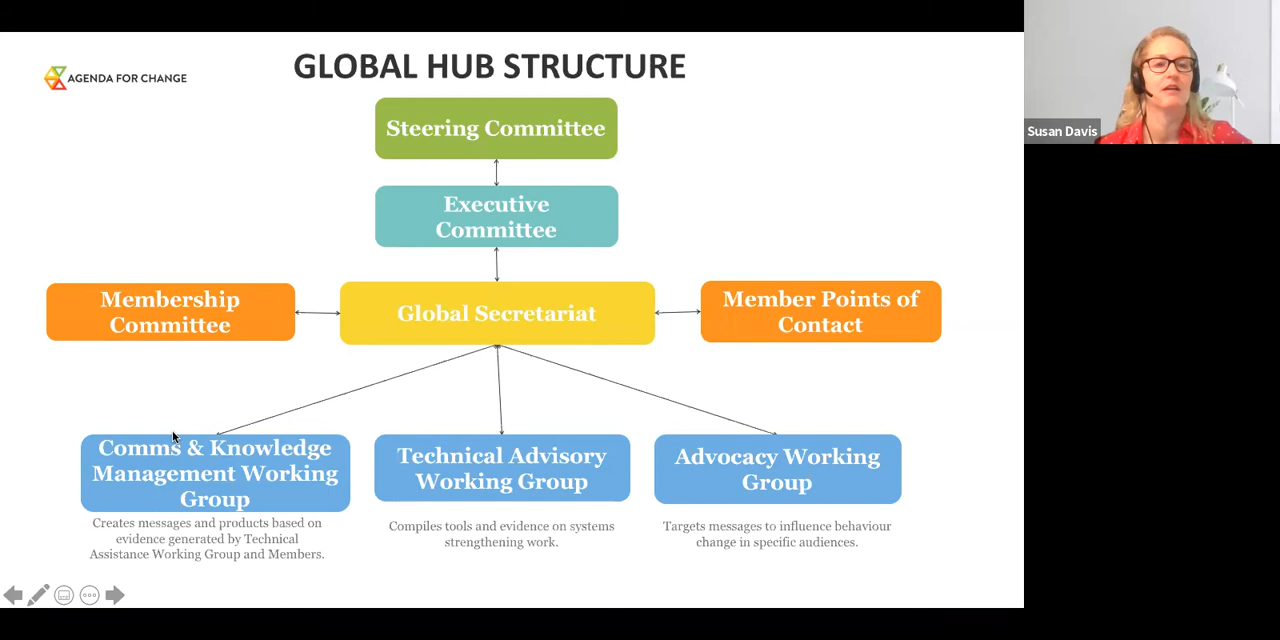 AGENDA FOR CHANGE
GLOBAL HUB STRUCTURE
Susan Davis
Steering Committee
Executive
Committee
Membership
Committee
Global Secretariat
Member Points of
Contact
Comms & Knowledge
Management Working
Group
Creates messages and products based on
evidence generated by Technical
Assistance Working Group and Members.
Technical Advisory
Working Group
Compiles tools and evidence on systems
strengthening work.
Advocacy Working
Group
Targets messages to influence behaviour
change in specific audiences.